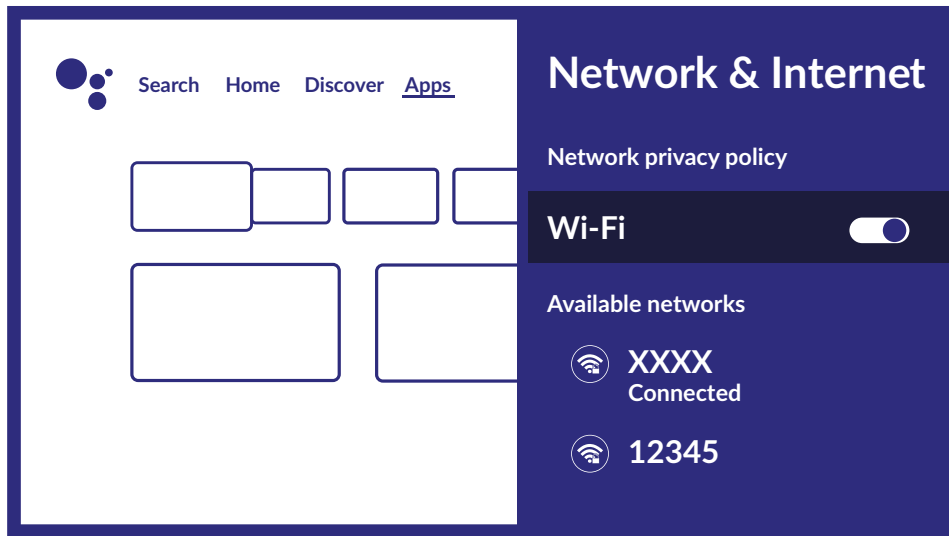 Search Home Discover Apps
Network & Internet
Network privacy policy
Wi-Fi
Available networks
XXXX
Connected
12345